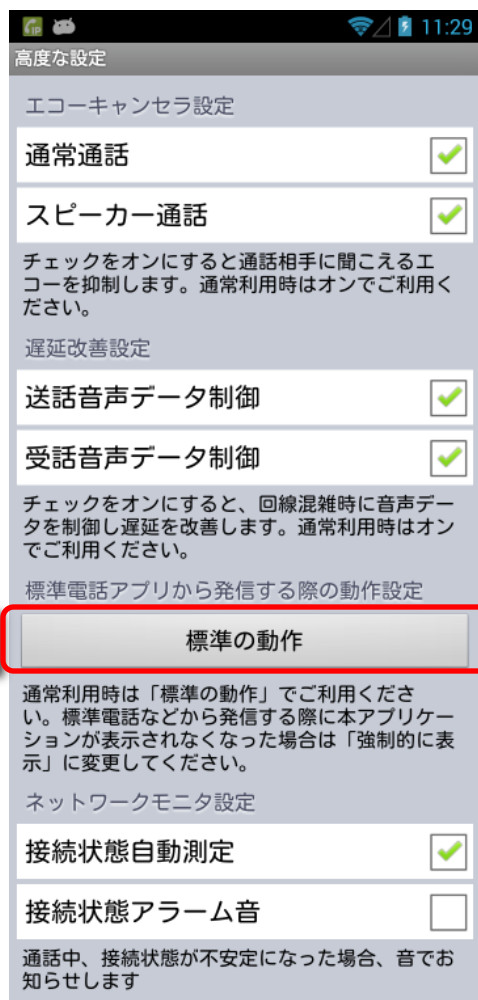 11:29
高度な設定
エコーキャンセラ設定
通常通話
スピーカー通話
チェックをオンにすると通話相手に聞こえるエ
コーを抑制します。通常利用時はオンでご利用く
ださい。
遅延改善設定
送話音声データ制御
受話音声データ制御
チェックをオンにすると、回線混雑時に音声デー
タを制御し遅延を改善します。通常利用時はオン
でご利用ください。
標準電話アプリから発信する際の動作設定
標準の動作
通常利用時は「標準の動作」でご利用くださ
い。標準電話などから発信する際に本アプリケー
ションが表示されなくなった場合は「強制的に表
示」に変更してください。
ネットワークモニタ設定
接続状態自動測定
接続状態アラーム音
通話中、接続状態が不安定になった場合、音でお
知らせします